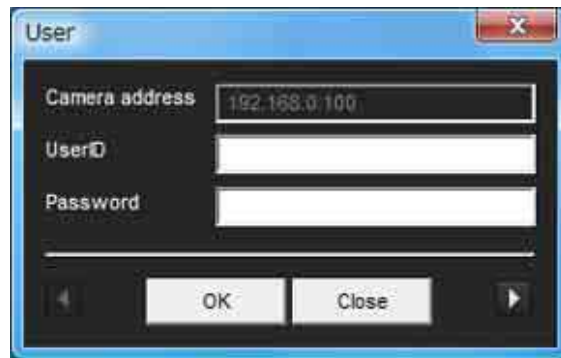 User
Camera address 192.168.0.100
UserID
Password
OK Close